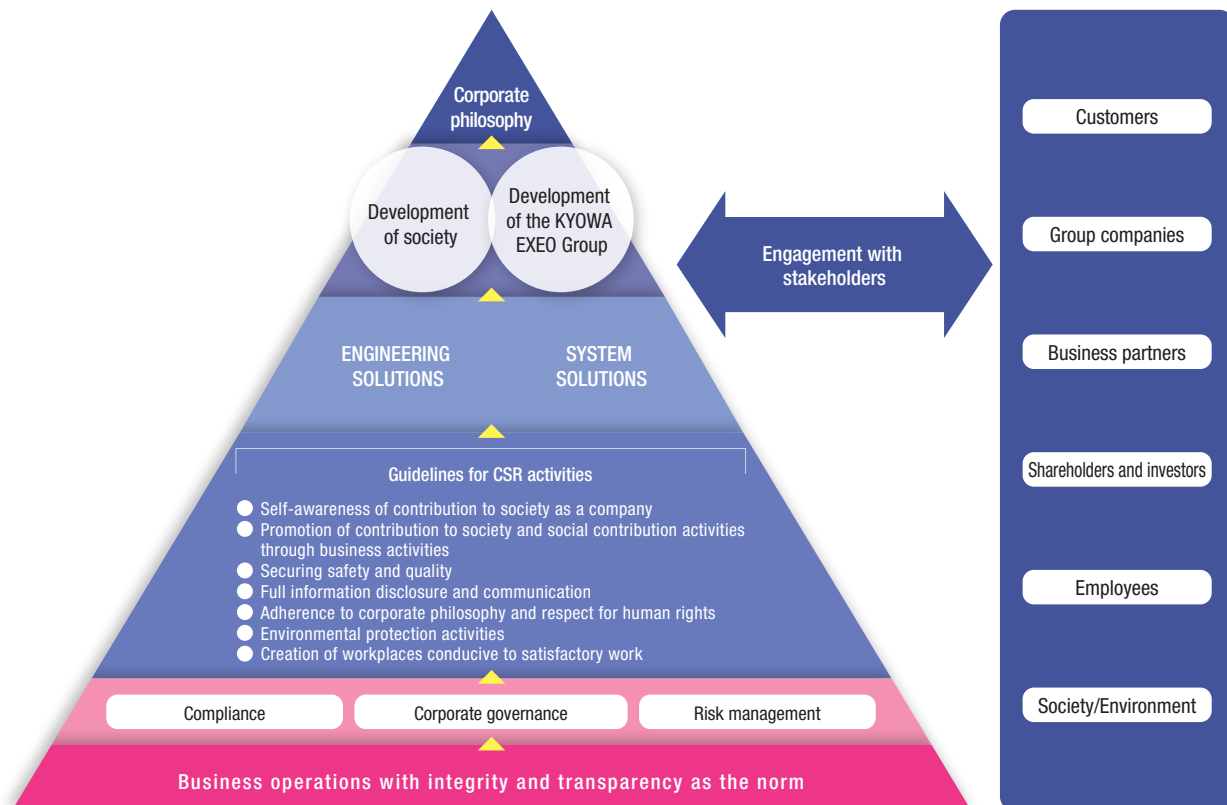 Corporate
philosophy
Development
of society
Development
of the KYOWA
EXEO Group
ENGINEERING
SOLUTIONS
SYSTEM
SOLUTIONS
Guidelines for CSR activities
Self-awareness of contribution to society as a company
Promotion of contribution to society and social contribution activities
through business activities
Securing safety and quality
Full information disclosure and communication
Adherence to corporate philosophy and respect for human rights
Environmental protection activities
Creation of workplaces conducive to satisfactory work
Compliance
Corporate governance
Risk management
Business operations with integrity and transparency as the norm
Engagement with
stakeholders
Customers
Group companies
Business partners
Shareholders and investors
Employees
Society/Environment